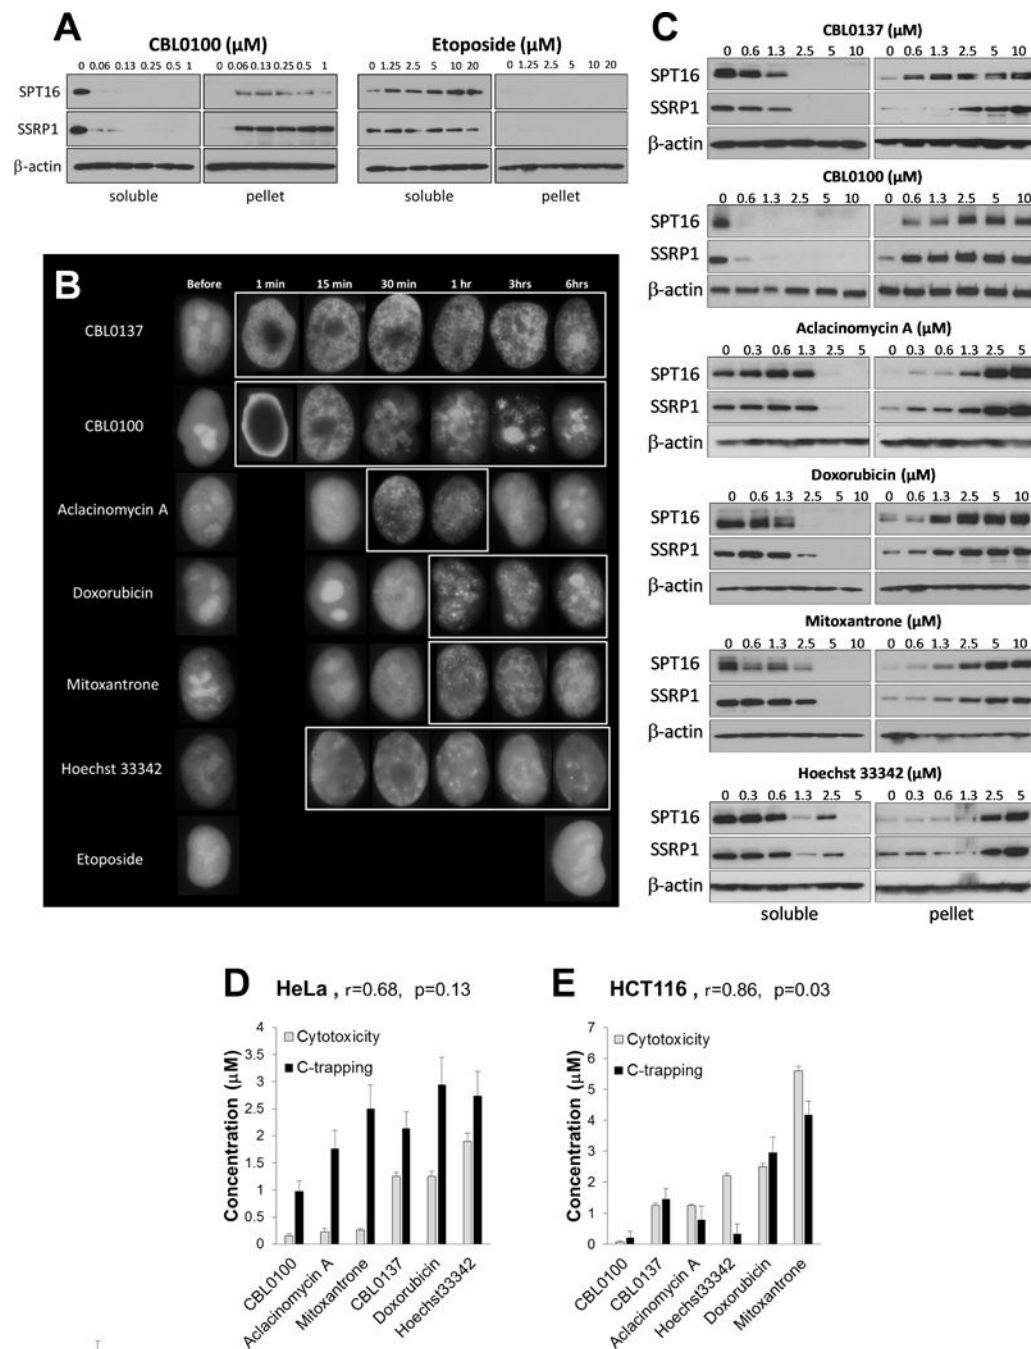 A
CBL0100 (μM)
Etoposide (μM)
0 0.06 0.13 0.25 0.5 1 0 0.06 0.13 0.25 0.5 1
0 1.25 2.5 5 10 20 0 1.25 2.5 5 10 20
SPT16
SSRP1
β-actin
soluble pellet soluble pellet
B
Before 1 min 15 min 30 min 1 hr 3hrs 6hrs
CBL0137
CBL0100
Aclacinomycin A
Doxorubicin
Mitoxantrone
Hoechst 33342
Etoposide
C
CBL0137 (μM)
0 0.6 1.3 2.5 5 10 0 0.6 1.3 2.5 5 10
SPT16
SSRP1
β-actin
CBL0100 (μM)
0 0.6 1.3 2.5 5 10 0 0.6 1.3 2.5 5 10
SPT16
SSRP1
β-actin
Aclacinomycin A (μM)
0 0.3 0.6 1.3 2.5 5 0 0.3 0.6 1.3 2.5 5
SPT16
SSRP1
β-actin
Doxorubicin (μM)
0 0.6 1.3 2.5 5 10 0 0.6 1.3 2.5 5 10
SPT16
SSRP1
β-actin
Mitoxantrone (μM)
0 0.6 1.3 2.5 5 10 0 0.6 1.3 2.5 5 10
SPT16
SSRP1
β-actin
Hoechst 33342 (μM)
0 0.3 0.6 1.3 2.5 5 0 0.3 0.6 1.3 2.5 5
SPT16
SSRP1
β-actin
soluble pellet
D HeLa , r=0.68, p=0.13
Concentration (μM)
4
3.5
3
2.5
2
1.5
1
0.5
0
Cytotoxicity
C-trapping
CBL0100
Aclacinomycin A
Mitoxantrone
CBL0137
Doxorubicin
Hoechst33342
E HCT116 , r=0.86, p=0.03
Concentration (μM)
7
6
5
4
3
2
1
0
Cytotoxicity
C-trapping
CBL0100
CBL0137
Aclacinomycin A
Hoechst33342
Doxorubicin
Mitoxantrone